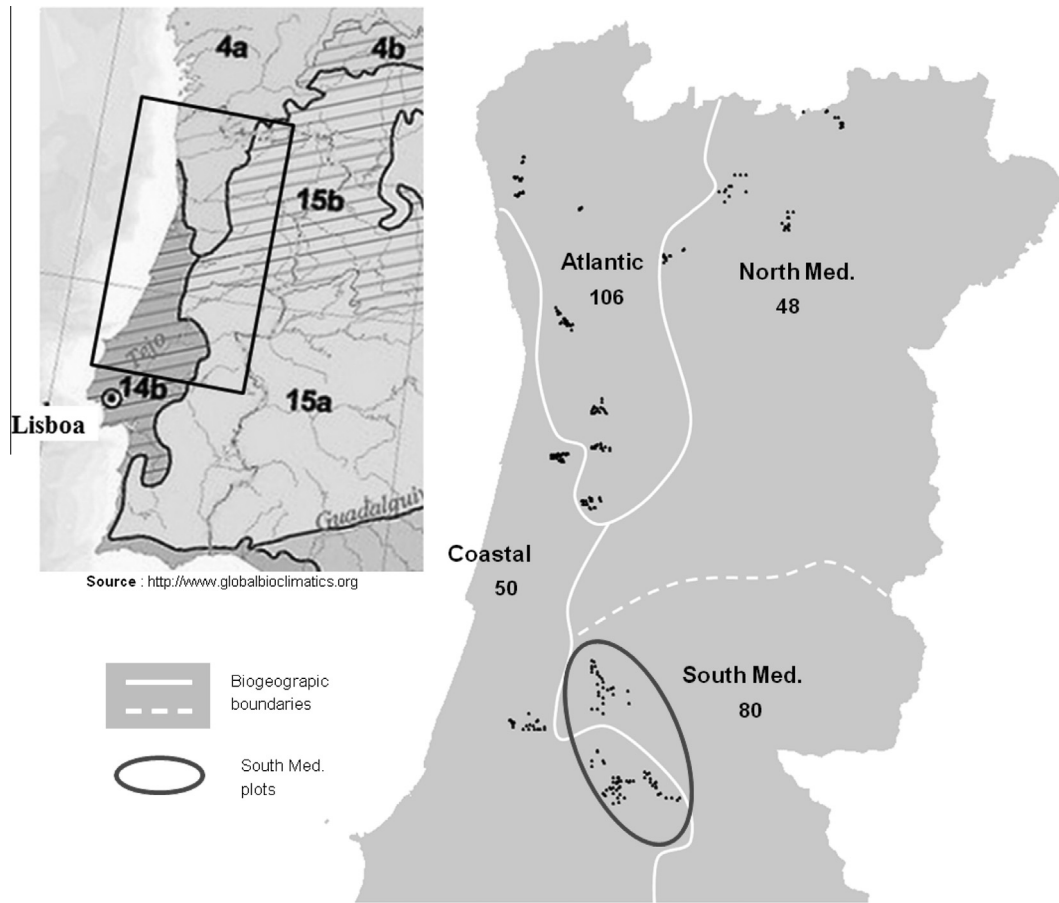 4a
4b
15b
Tejo
14b
15a
Lisboa
Guadalquiv
Source : http://www.globalbioclimatics.org
Atlantic
106
North Med.
48
Coastal
50
South Med.
80
Biogeograpic
boundaries
South Med.
plots